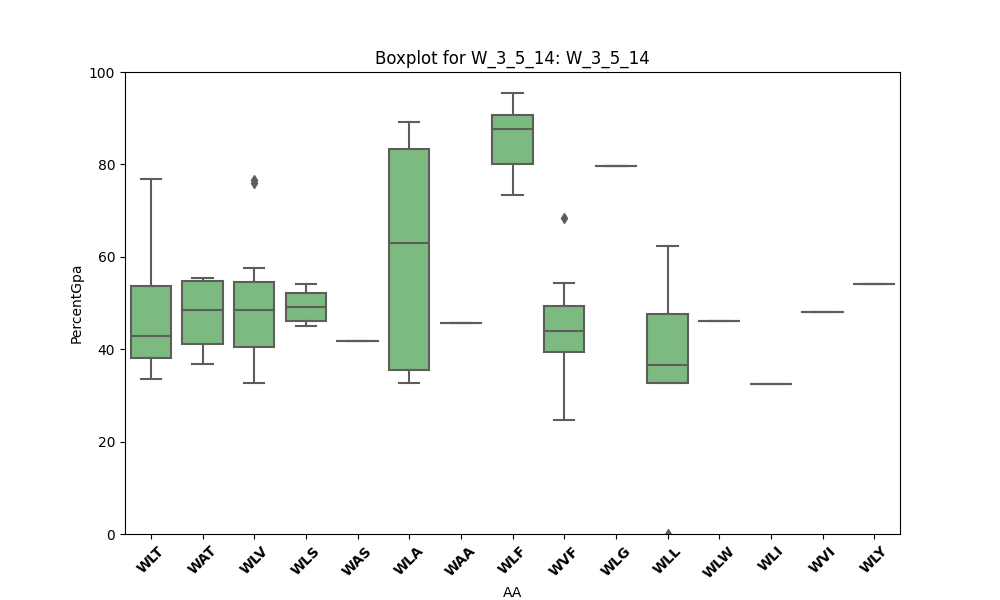 Boxplot for W_3_5_14: W_3_5_14
100
80
60
40
20
0
PercentGpa
WLT WAT WLV WLS WAS WLA WAA WLF WVF WLG WLL WLW WLI WVI WLY
AA